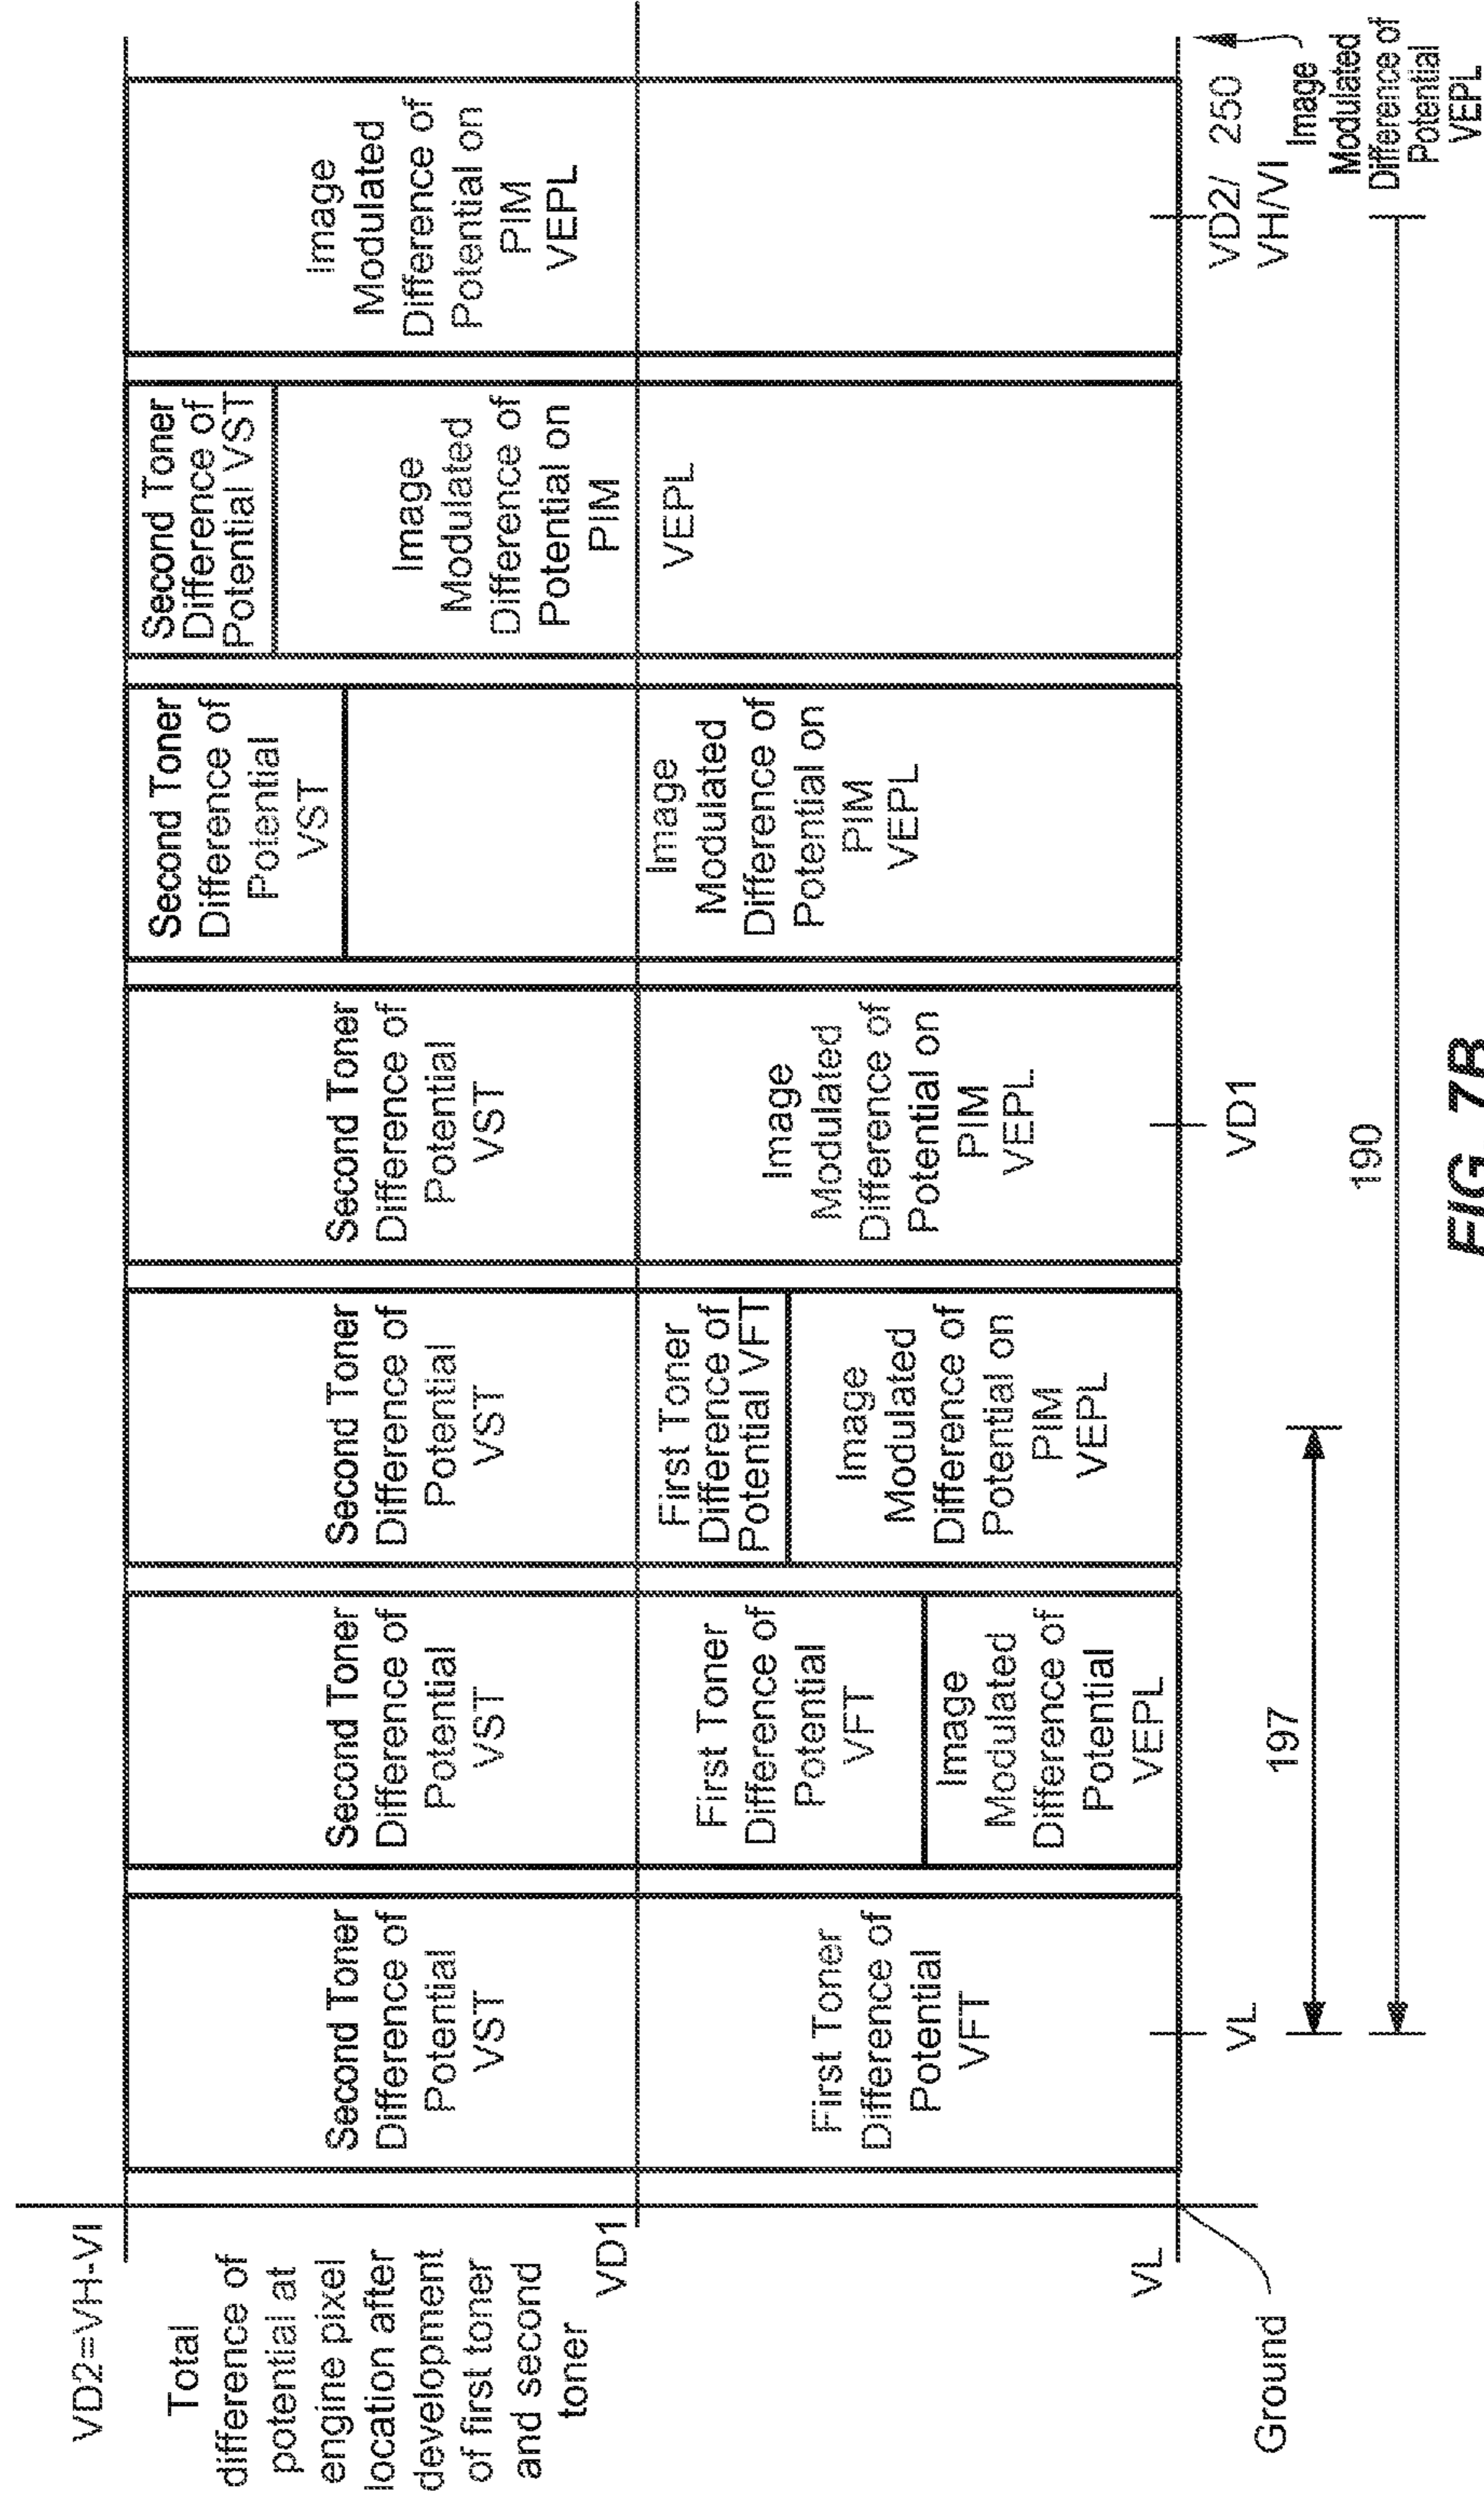 VD2=VH-VI
Total
difference of
potential at
engine pixel
location after
development
of first toner
and second
toner
VD1
VL
Ground
Second Toner
Difference of
Potential
VST
First Toner
Difference of
Potential
VFT
Second Toner
Difference of
Potential
VST
First Toner
Difference of
Potential
VFT
Image
Modulated
Difference of
Potential
VEPL
Second Toner
Difference of
Potential
VST
First Toner
Difference of
Potential VFT
Image
Modulated
Difference of
Potential on
PIM
VEPL
Second Toner
Difference of
Potential
VST
Image
Modulated
Difference of
Potential on
PIM
VEPL
Second Toner
Difference of
Potential
VST
Image
Modulated
Difference of
Potential on
PIM
VEPL
Second Toner
Difference of
Potential VST
Image
Modulated
Difference of
Potential on
PIM
VEPL
Image
Modulated
Difference of
Potential on
PIM
VEPL
VL
VD1
VD2/ 250
VH/VI
Image
Modulated
Difference of
Potential
VEPL
197
190
FIG. 7B